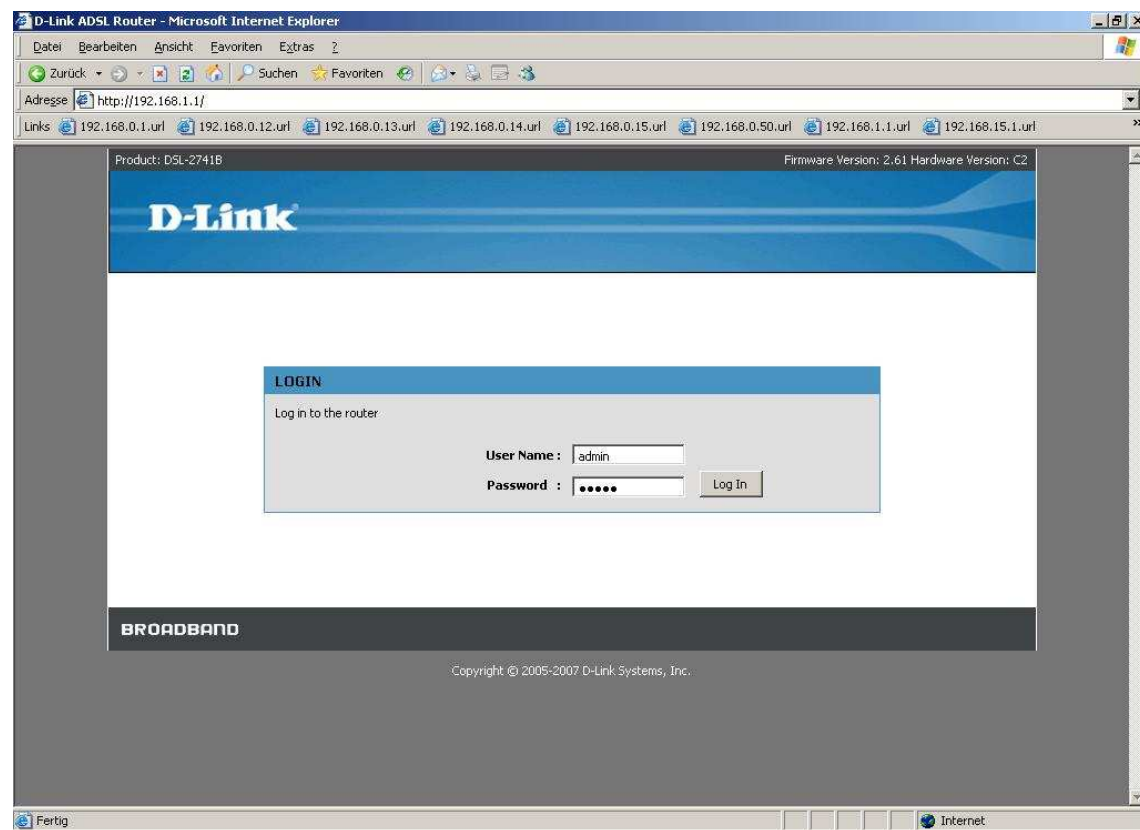 D-Link ADSL Router - Microsoft Internet Explorer
Datei Bearbeiten Ansicht Favoriten Extras ?
Zurück Suchen Favoriten
Adresse http://192.168.1.1/
Links 192.168.0.1.url 192.168.0.12.url 192.168.0.13.url 192.168.0.14.url 192.168.0.15.url 192.168.0.50.url 192.168.1.1.url 192.168.15.1.url »
Product: DSL-2741B Firmware Version: 2.61 Hardware Version: C2
D-Link
LOGIN
Log in to the router
User Name : admin
Password : ●●●●● Log In
BROADBAND
Copyright © 2005-2007 D-Link Systems, Inc.
Fertig Internet